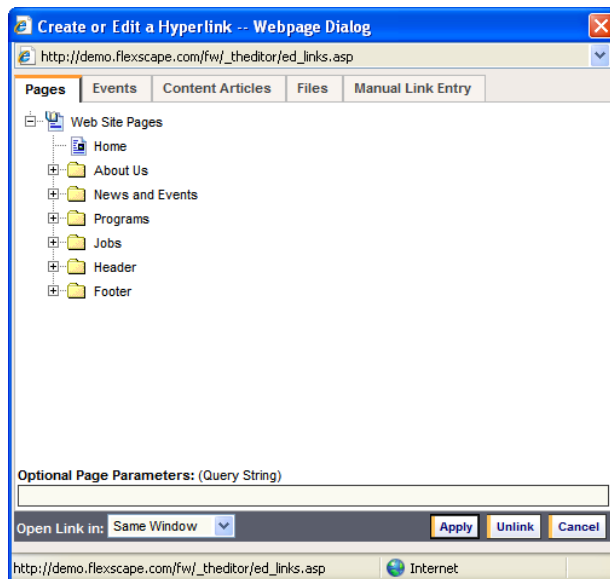 Create or Edit a Hyperlink -- Webpage Dialog
http://demo.flexscape.com/fw/_theditor/ed_links.asp
Pages Events Content Articles Files Manual Link Entry
Web Site Pages
Home
About Us
News and Events
Programs
Jobs
Header
Footer
Optional Page Parameters: (Query String)
Open Link in: Same Window Apply Unlink Cancel
http://demo.flexscape.com/fw/_theditor/ed_links.asp Internet